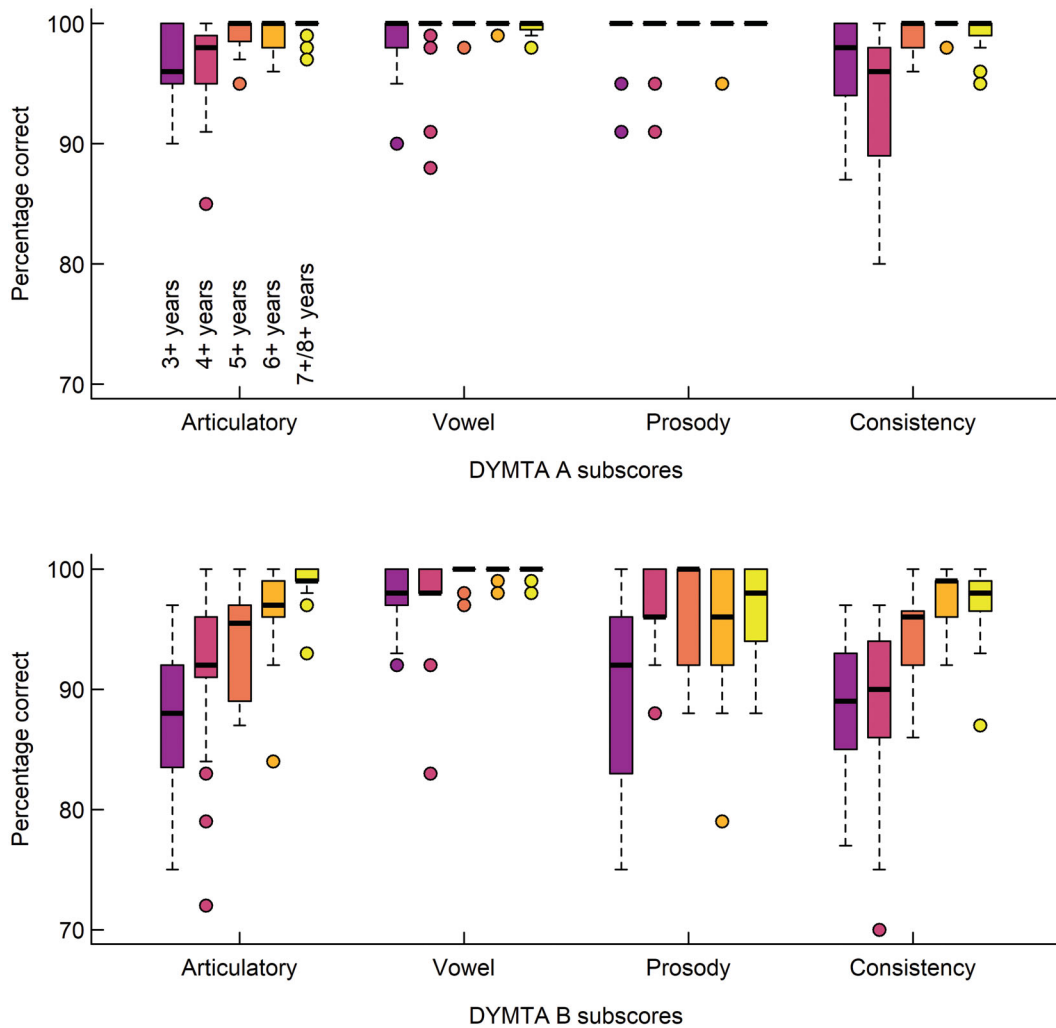 100
90
80
70
Percentage correct
3+ years
4+ years
5+ years
6+ years
7+/8+ years
Articulatory Vowel Prosody Consistency
DYMTA A subscores
100
90
80
70
Percentage correct
Articulatory Vowel Prosody Consistency
DYMTA B subscores